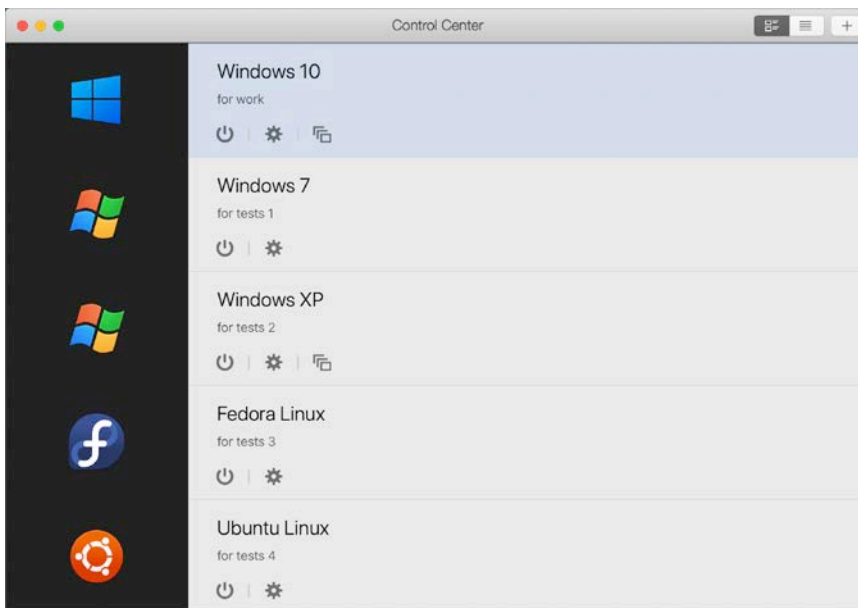 Control Center
Windows 10
for work
Windows 7
for tests 1
Windows XP
for tests 2
Fedora Linux
for tests 3
Ubuntu Linux
for tests 4